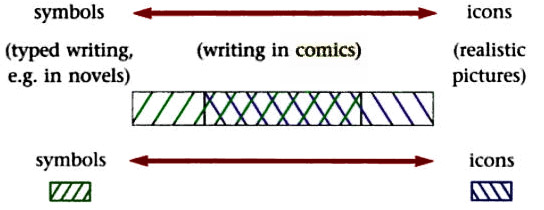 symbols icons
(typed writing, (writing in comics) (realistic
e.g. in novels) pictures)
symbols icons